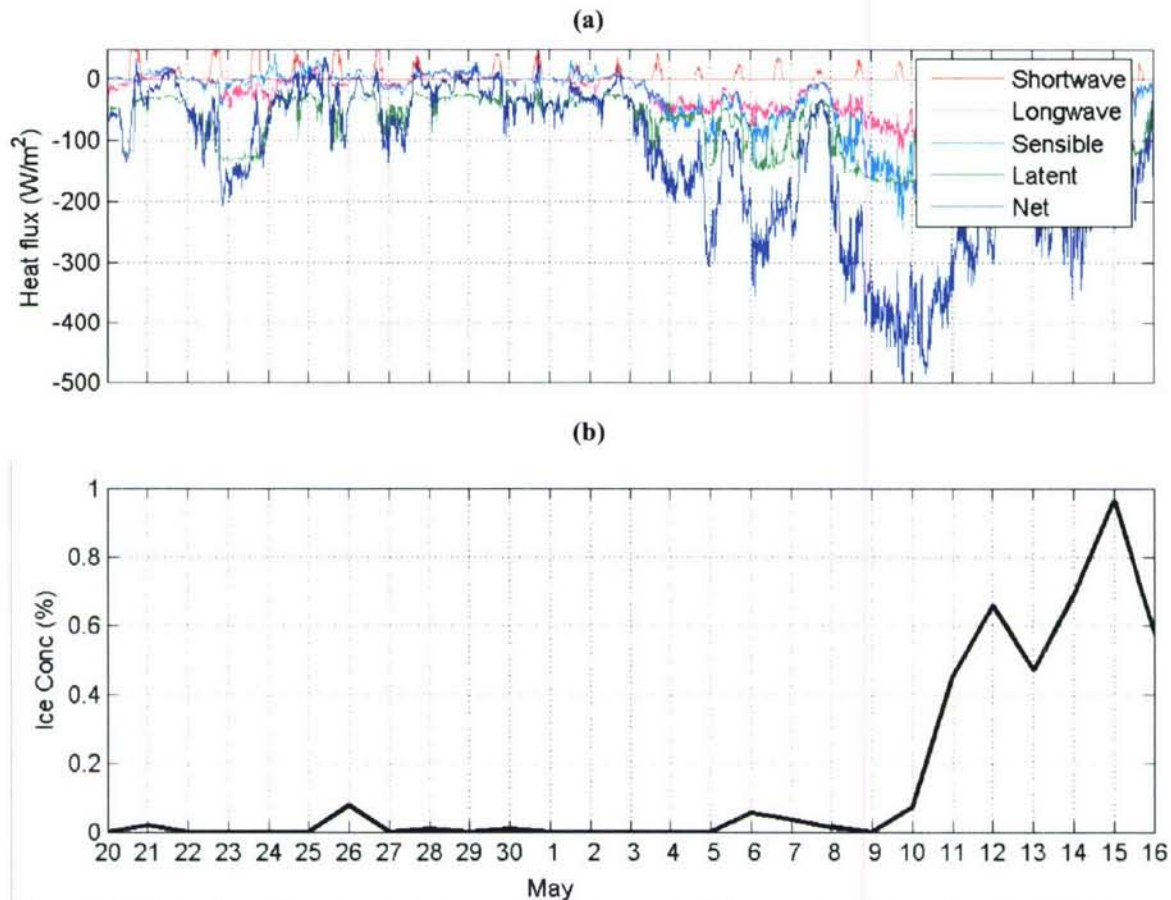 (a)
0
-100
-200
-300
-400
-500
Heat flux (W/m²)
Shortwave
Longwave
Sensible
Latent
Net
(b)
1
0.8
0.6
0.4
0.2
0
Ice Conc (%)
20 21 22 23 24 25 26 27 28 29 30 1 2 3 4 5 6 7 8 9 10 11 12 13 14 15 16
May